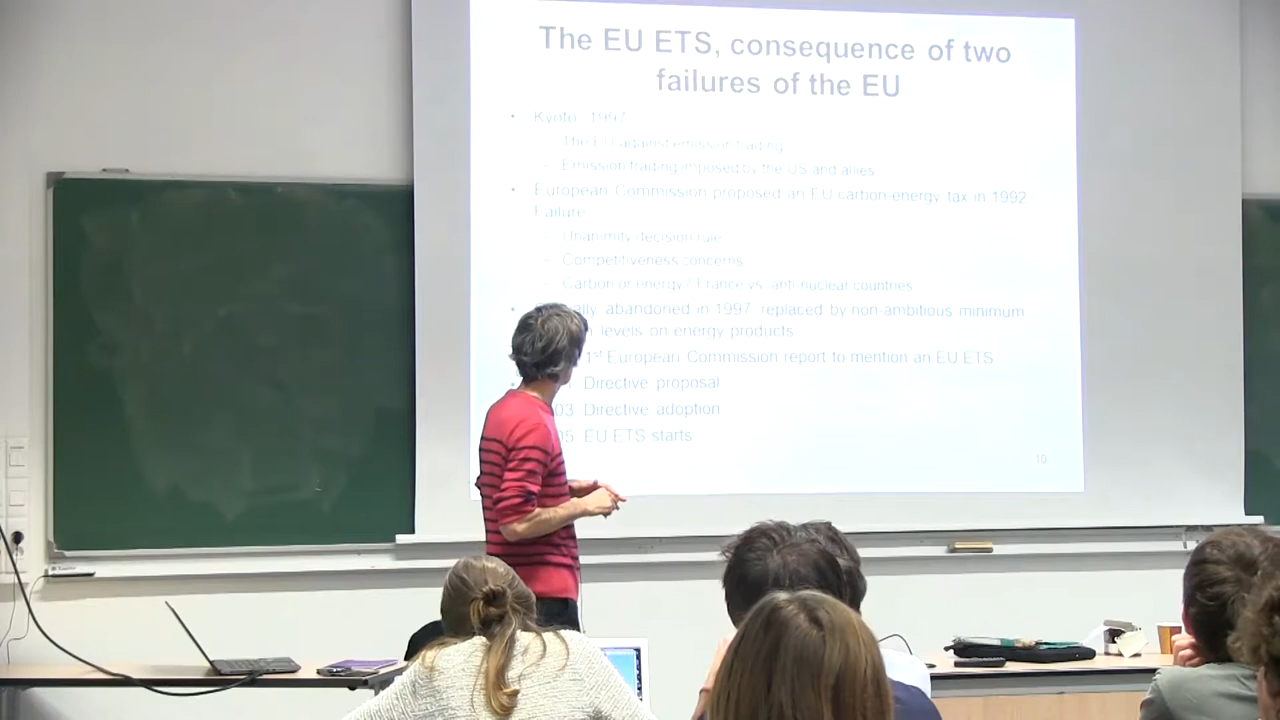 The EU ETS, consequence of two
failures of the EU
• Kyoto, 1997
– The EU against emission trading
– Emission trading imposed by the US and allies
• European Commission proposed an EU carbon-energy tax in 1992
Failure
– Unanimity decision rule
– Competitiveness concerns
– Carbon or energy? France vs. anti-nuclear countries
• abandoned in 1997 replaced by non-ambitious minimum
levels on energy products
1st European Commission report to mention an EU ETS
Directive proposal
03 Directive adoption
05 EU ETS starts
10